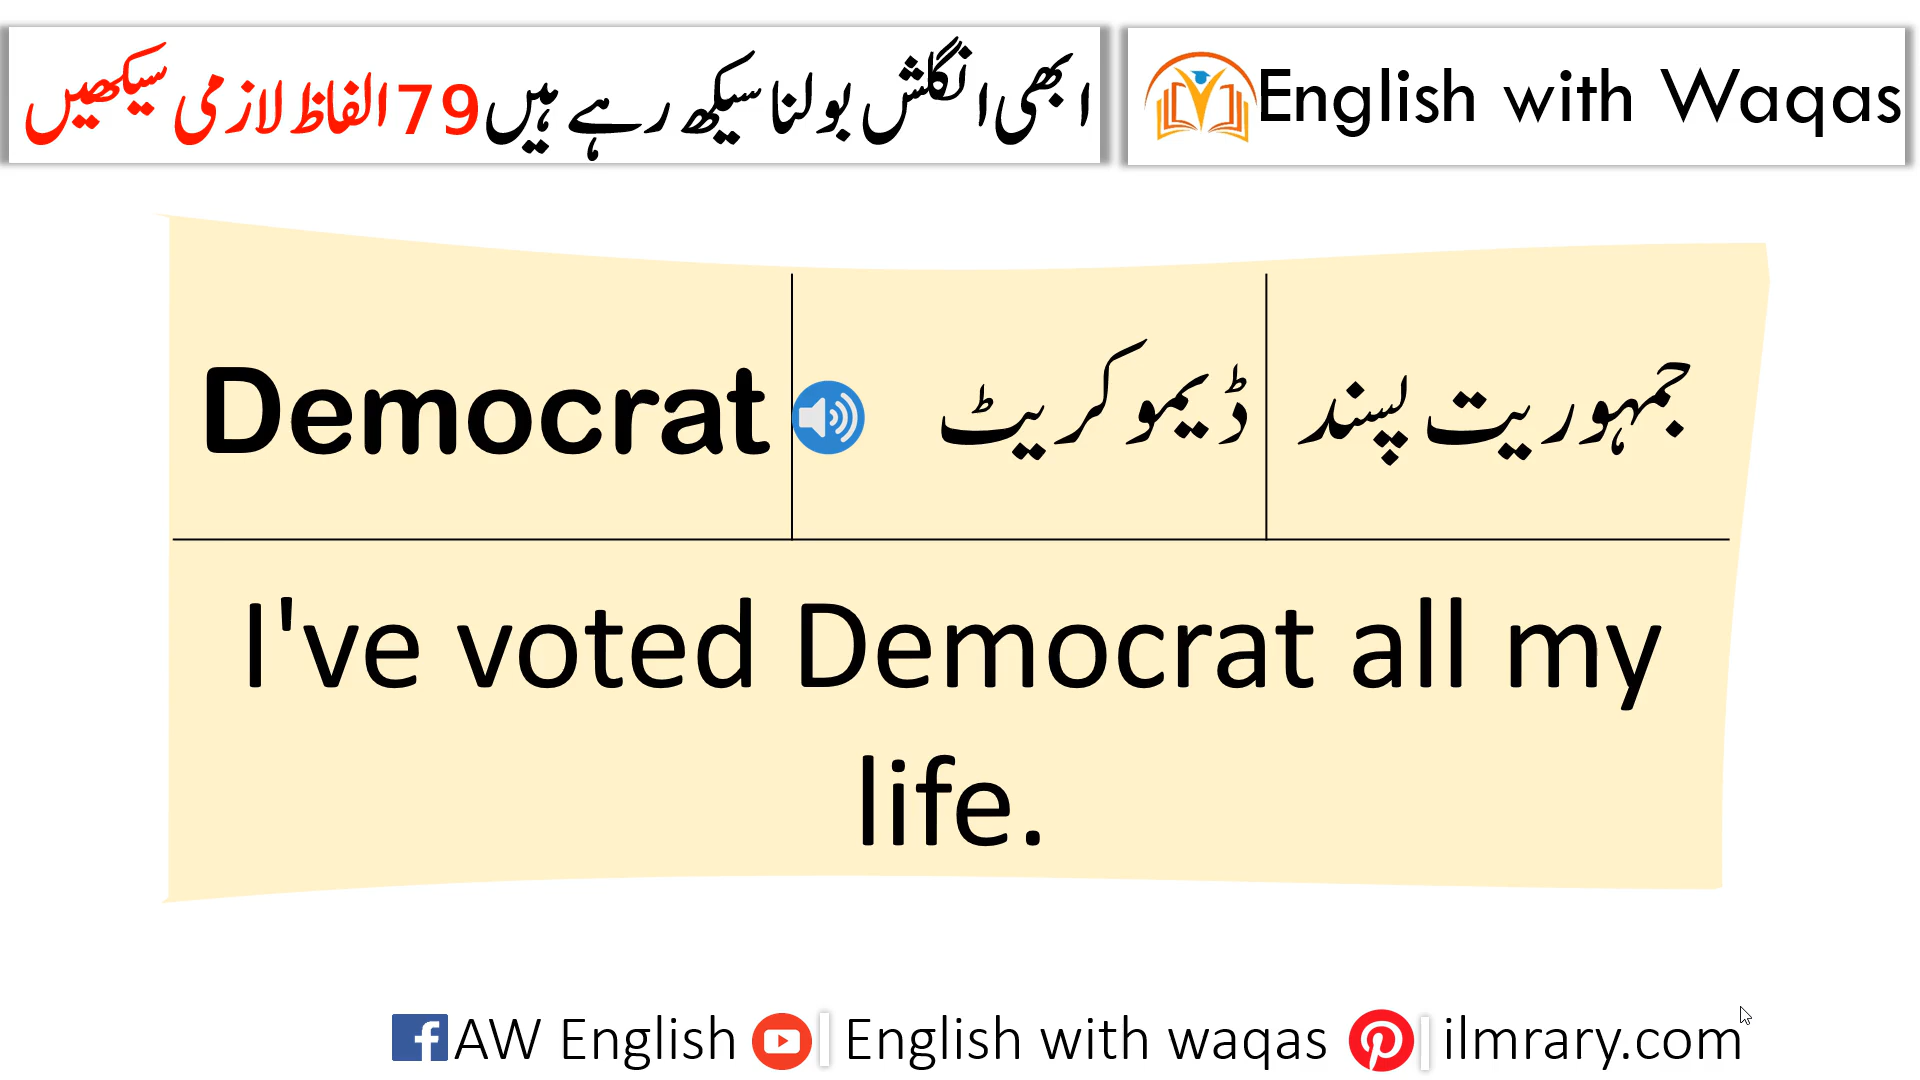 ابھی انگلش بولنا سیکھ رہے ہیں 79 الفاظ لازمی سیکھیں
English with Waqas
Democrat
ڈیموکریٹ
جمہوریت پسند
I've voted Democrat all my
life.
AW English | English with waqas | ilmrary.com